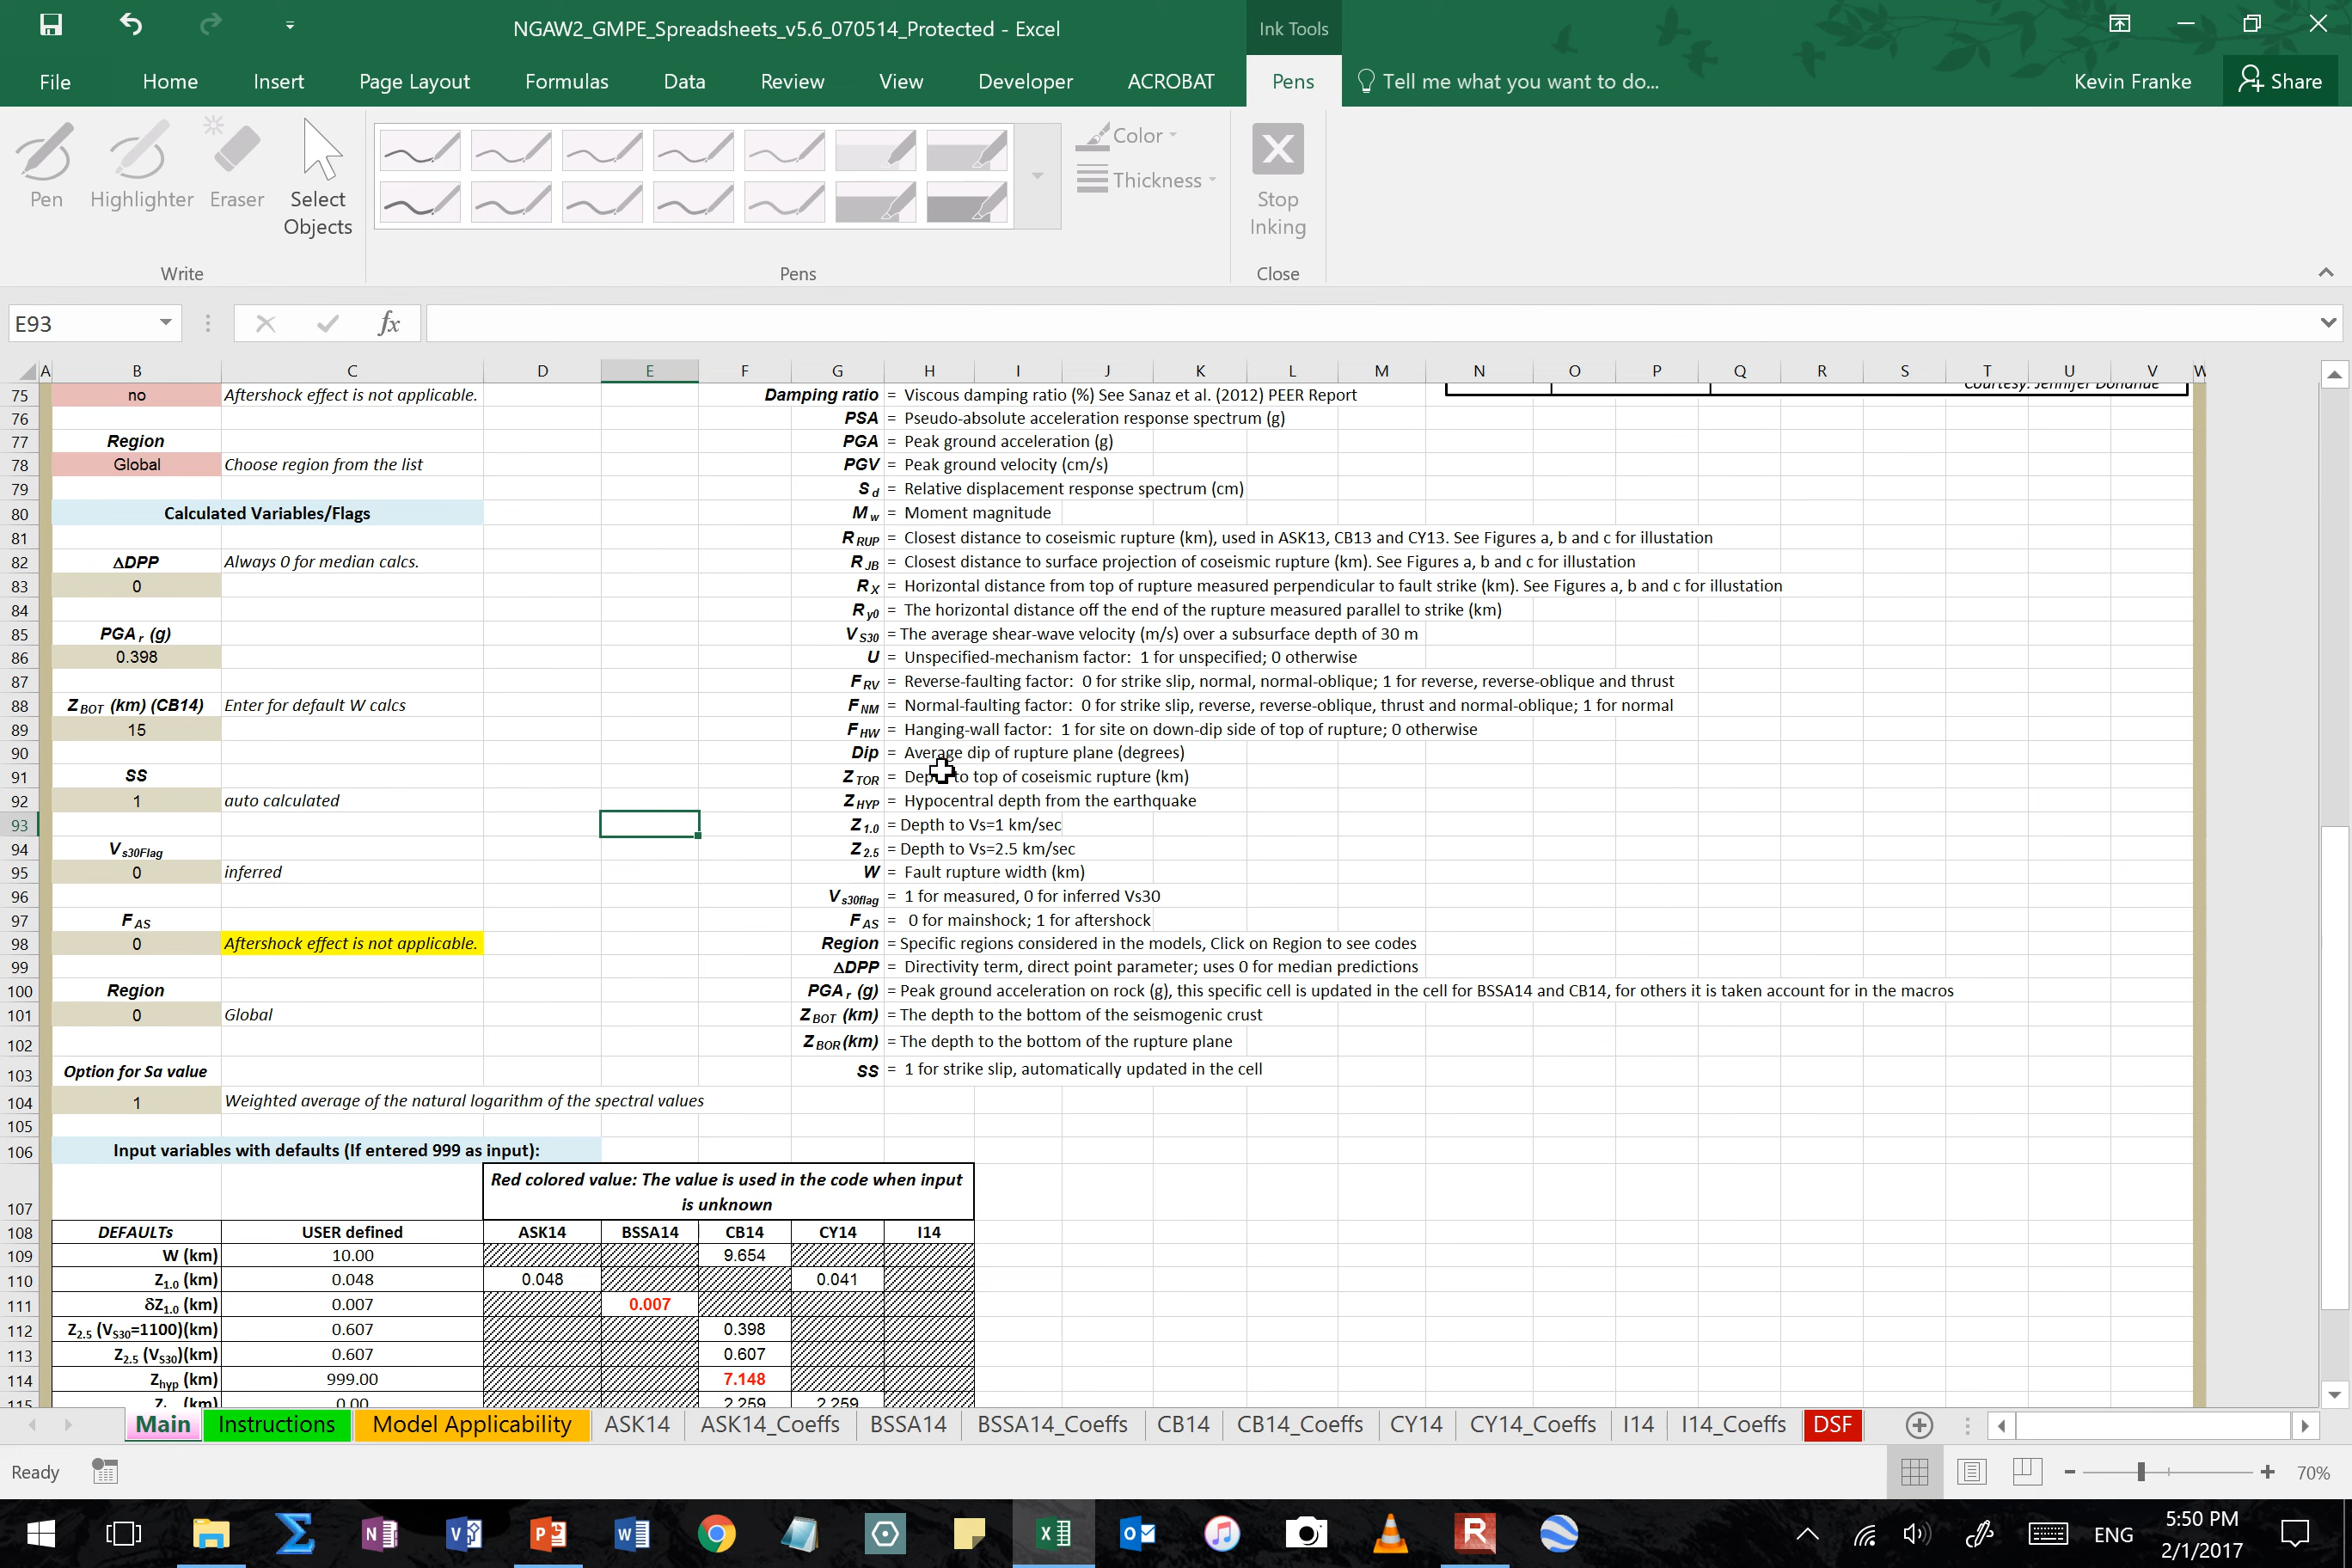 NGAW2_GMPE_Spreadsheets_v5.6_070514_Protected - Excel
Ink Tools
File Home Insert Page Layout Formulas Data Review View Developer ACROBAT Pens Tell me what you want to do... Kevin Franke Share
Pen Highlighter Eraser Select Objects
Color
Thickness
Stop Inking
Write Pens Close
E93 fx
A B C D E F G H I J K L M N O P Q R S T U V W
75 no Aftershock effect is not applicable. Damping ratio = Viscous damping ratio (%) See Sanaz et al. (2012) PEER Report Courtesy: Jennifer Donahue
76 PSA = Pseudo-absolute acceleration response spectrum (g)
77 Region PGA = Peak ground acceleration (g)
78 Global Choose region from the list PGV = Peak ground velocity (cm/s)
79 S d = Relative displacement response spectrum (cm)
80 Calculated Variables/Flags M w = Moment magnitude
81 R RUP = Closest distance to coseismic rupture (km), used in ASK13, CB13 and CY13. See Figures a, b and c for illustation
82 ΔDPP Always 0 for median calcs. R JB = Closest distance to surface projection of coseismic rupture (km). See Figures a, b and c for illustation
83 0 R X = Horizontal distance from top of rupture measured perpendicular to fault strike (km). See Figures a, b and c for illustation
84 R y0 = The horizontal distance off the end of the rupture measured parallel to strike (km)
85 PGA r (g) V S30 = The average shear-wave velocity (m/s) over a subsurface depth of 30 m
86 0.398 U = Unspecified-mechanism factor: 1 for unspecified; 0 otherwise
87 F RV = Reverse-faulting factor: 0 for strike slip, normal, normal-oblique; 1 for reverse, reverse-oblique and thrust
88 Z BOT (km) (CB14) Enter for default W calcs F NM = Normal-faulting factor: 0 for strike slip, reverse, reverse-oblique, thrust and normal-oblique; 1 for normal
89 15 F HW = Hanging-wall factor: 1 for site on down-dip side of top of rupture; 0 otherwise
90 Dip = Average dip of rupture plane (degrees)
91 SS Z TOR = Depth to top of coseismic rupture (km)
92 1 auto calculated Z HYP = Hypocentral depth from the earthquake
93 Z 1.0 = Depth to Vs=1 km/sec
94 V s30Flag Z 2.5 = Depth to Vs=2.5 km/sec
95 0 inferred W = Fault rupture width (km)
96 V s30flag = 1 for measured, 0 for inferred Vs30
97 F AS F AS = 0 for mainshock; 1 for aftershock
98 0 Aftershock effect is not applicable. Region = Specific regions considered in the models, Click on Region to see codes
99 ΔDPP = Directivity term, direct point parameter; uses 0 for median predictions
100 Region PGA r (g) = Peak ground acceleration on rock (g), this specific cell is updated in the cell for BSSA14 and CB14, for others it is taken account for in the macros
101 0 Global Z BOT (km) = The depth to the bottom of the seismogenic crust
102 Z BOR (km) = The depth to the bottom of the rupture plane
103 Option for Sa value SS = 1 for strike slip, automatically updated in the cell
104 1 Weighted average of the natural logarithm of the spectral values
105
106 Input variables with defaults (If entered 999 as input):
107 Red colored value: The value is used in the code when input is unknown
108 DEFAULTs USER defined ASK14 BSSA14 CB14 CY14 I14
109 W (km) 10.00 9.654
110 Z1.0 (km) 0.048 0.048 0.041
111 δZ1.0 (km) 0.007 0.007
112 Z2.5 (VS30=1100)(km) 0.607 0.398
113 Z2.5 (VS30)(km) 0.607 0.607
114 Zhyp (km) 999.00 7.148
115 (km) 0.00 2.259 2.259
Main Instructions Model Applicability ASK14 ASK14_Coeffs BSSA14 BSSA14_Coeffs CB14 CB14_Coeffs CY14 CY14_Coeffs I14 I14_Coeffs DSF
Ready 70%
ENG 5:50 PM
2/1/2017